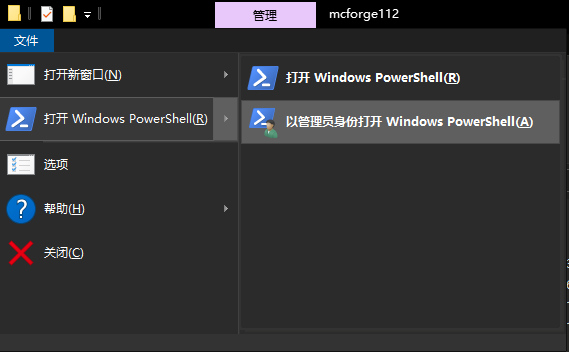 管理
mcforge112
文件
打开新窗口(N)
打开 Windows PowerShell(R)
选项
帮助(H)
关闭(C)
打开 Windows PowerShell(R)
以管理员身份打开 Windows PowerShell(A)